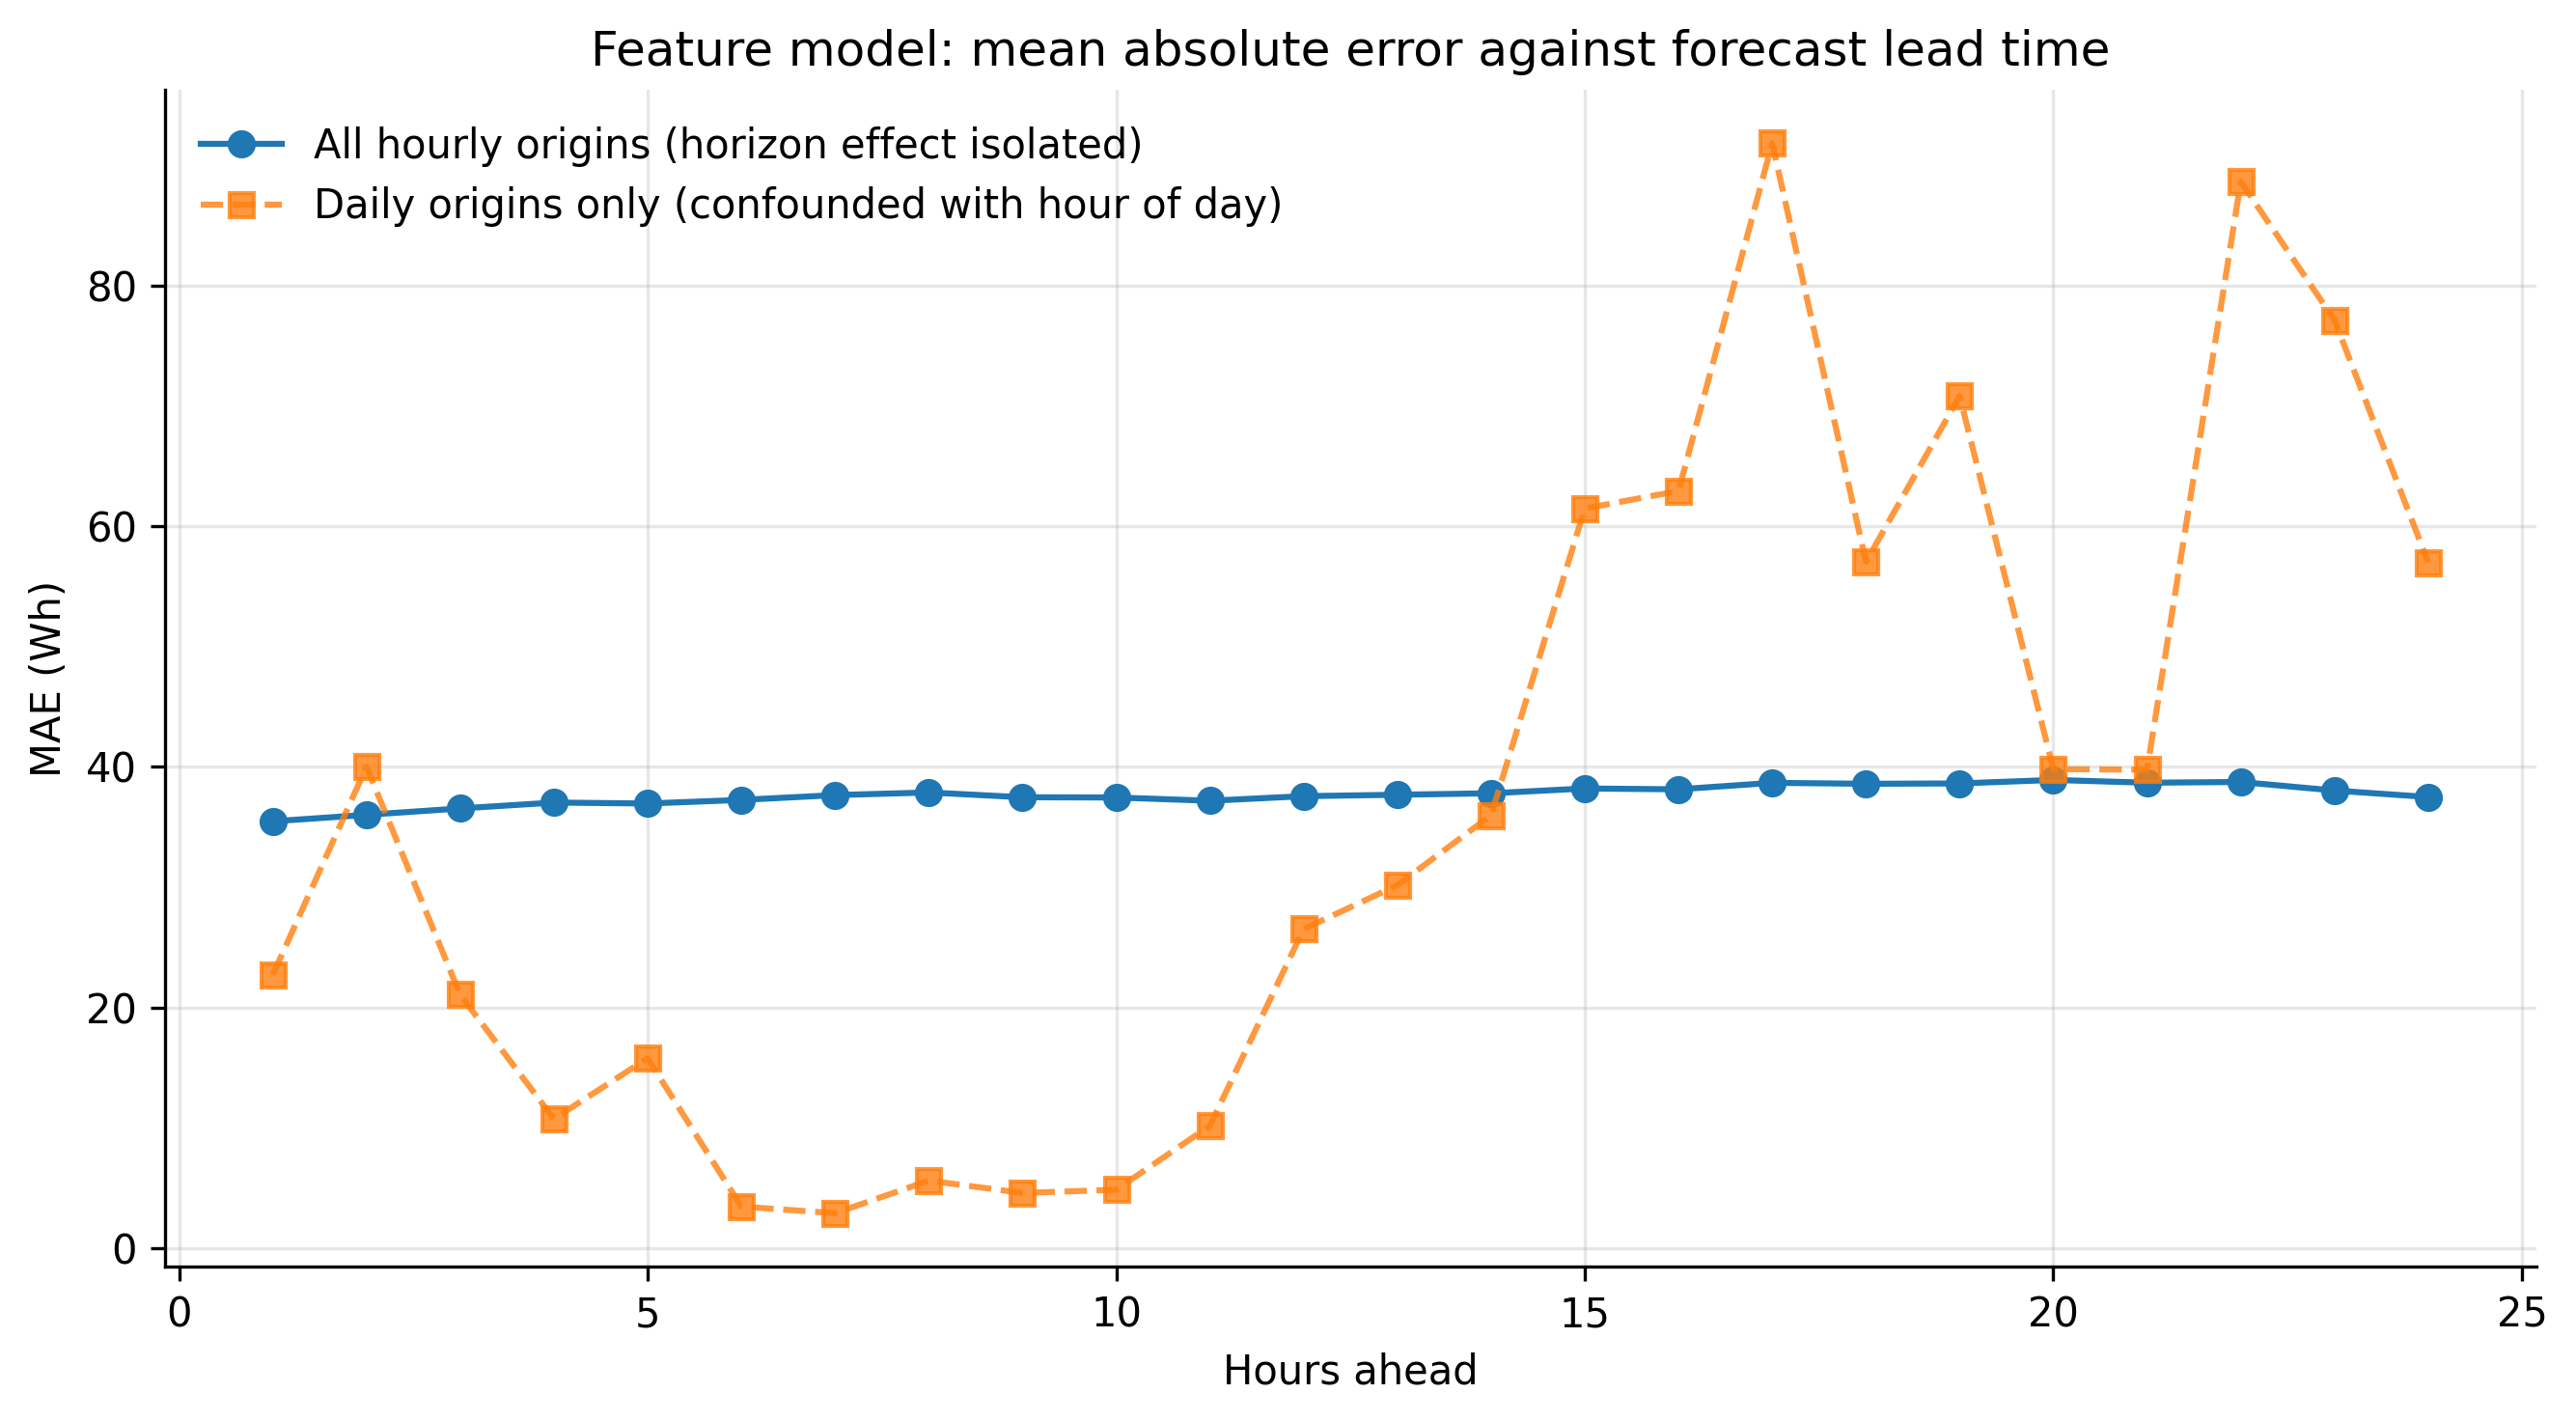 Feature model: mean absolute error against forecast lead time
All hourly origins (horizon effect isolated)
Daily origins only (confounded with hour of day)
80
60
40
20
0
MAE (Wh)
0 5 10 15 20 25
Hours ahead